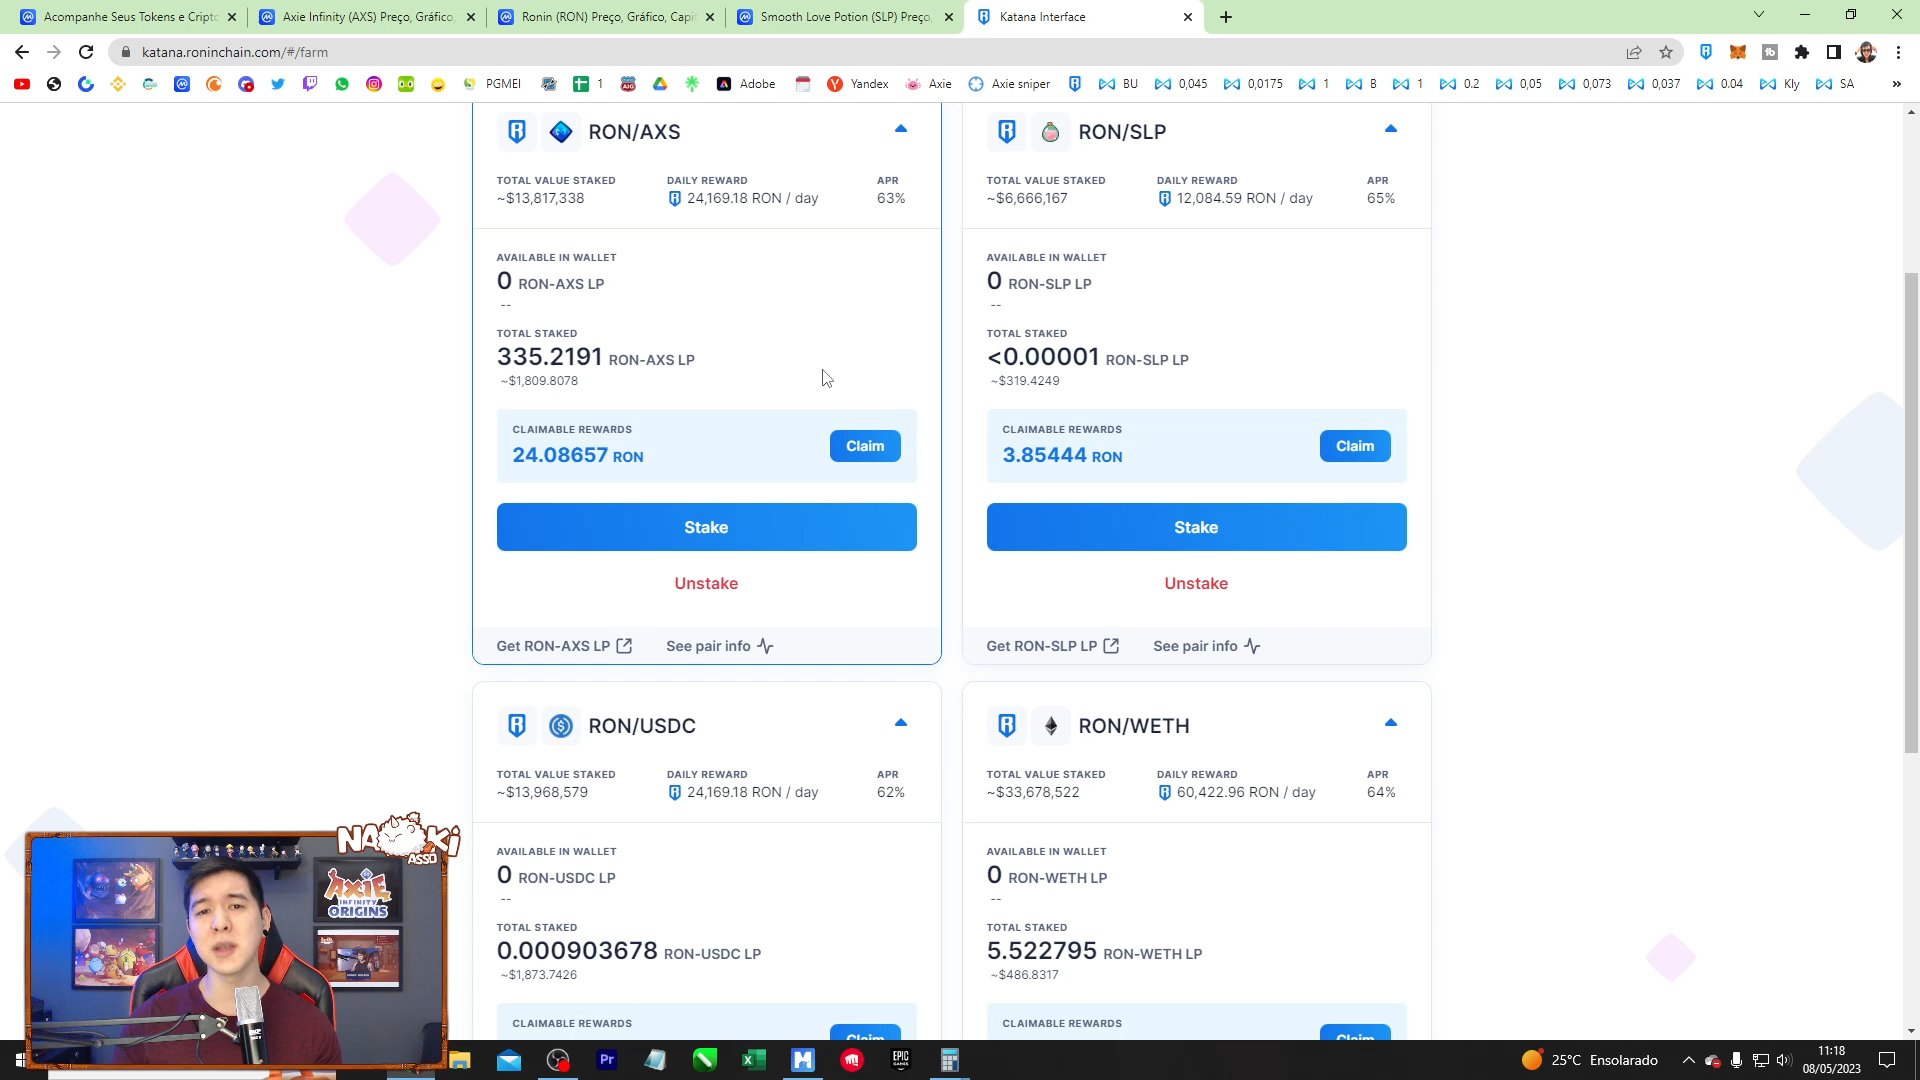 Acompanhe Seus Tokens e Cripto
Axie Infinity (AXS) Preço, Gráfico,
Ronin (RON) Preço, Gráfico, Capit
Smooth Love Potion (SLP) Preço,
Katana Interface
katana.roninchain.com/#/farm
PGMEI
1
Adobe
Yandex
Axie
Axie sniper
BU
0,045
0,0175
1
B
1
0.2
0,05
0,073
0,037
0.04
Kly
SA
RON/AXS
TOTAL VALUE STAKED
DAILY REWARD
APR
~$13,817,338
24,169.18 RON / day
63%
AVAILABLE IN WALLET
0 RON-AXS LP
--
TOTAL STAKED
335.2191 RON-AXS LP
~$1,809.8078
CLAIMABLE REWARDS
24.08657 RON
Claim
Stake
Unstake
Get RON-AXS LP
See pair info
RON/SLP
TOTAL VALUE STAKED
DAILY REWARD
APR
~$6,666,167
12,084.59 RON / day
65%
AVAILABLE IN WALLET
0 RON-SLP LP
--
TOTAL STAKED
<0.00001 RON-SLP LP
~$319.4249
CLAIMABLE REWARDS
3.85444 RON
Claim
Stake
Unstake
Get RON-SLP LP
See pair info
RON/USDC
TOTAL VALUE STAKED
DAILY REWARD
APR
~$13,968,579
24,169.18 RON / day
62%
AVAILABLE IN WALLET
0 RON-USDC LP
--
TOTAL STAKED
0.000903678 RON-USDC LP
~$1,873.7426
CLAIMABLE REWARDS
Claim
RON/WETH
TOTAL VALUE STAKED
DAILY REWARD
APR
~$33,678,522
60,422.96 RON / day
64%
AVAILABLE IN WALLET
0 RON-WETH LP
--
TOTAL STAKED
5.522795 RON-WETH LP
~$486.8317
CLAIMABLE REWARDS
Claim
NAOKI
ASSO
AXIE
INFINITY
ORIGINS
Pr
EPIC
GAMES
25°C Ensolarado
11:18
08/05/2023